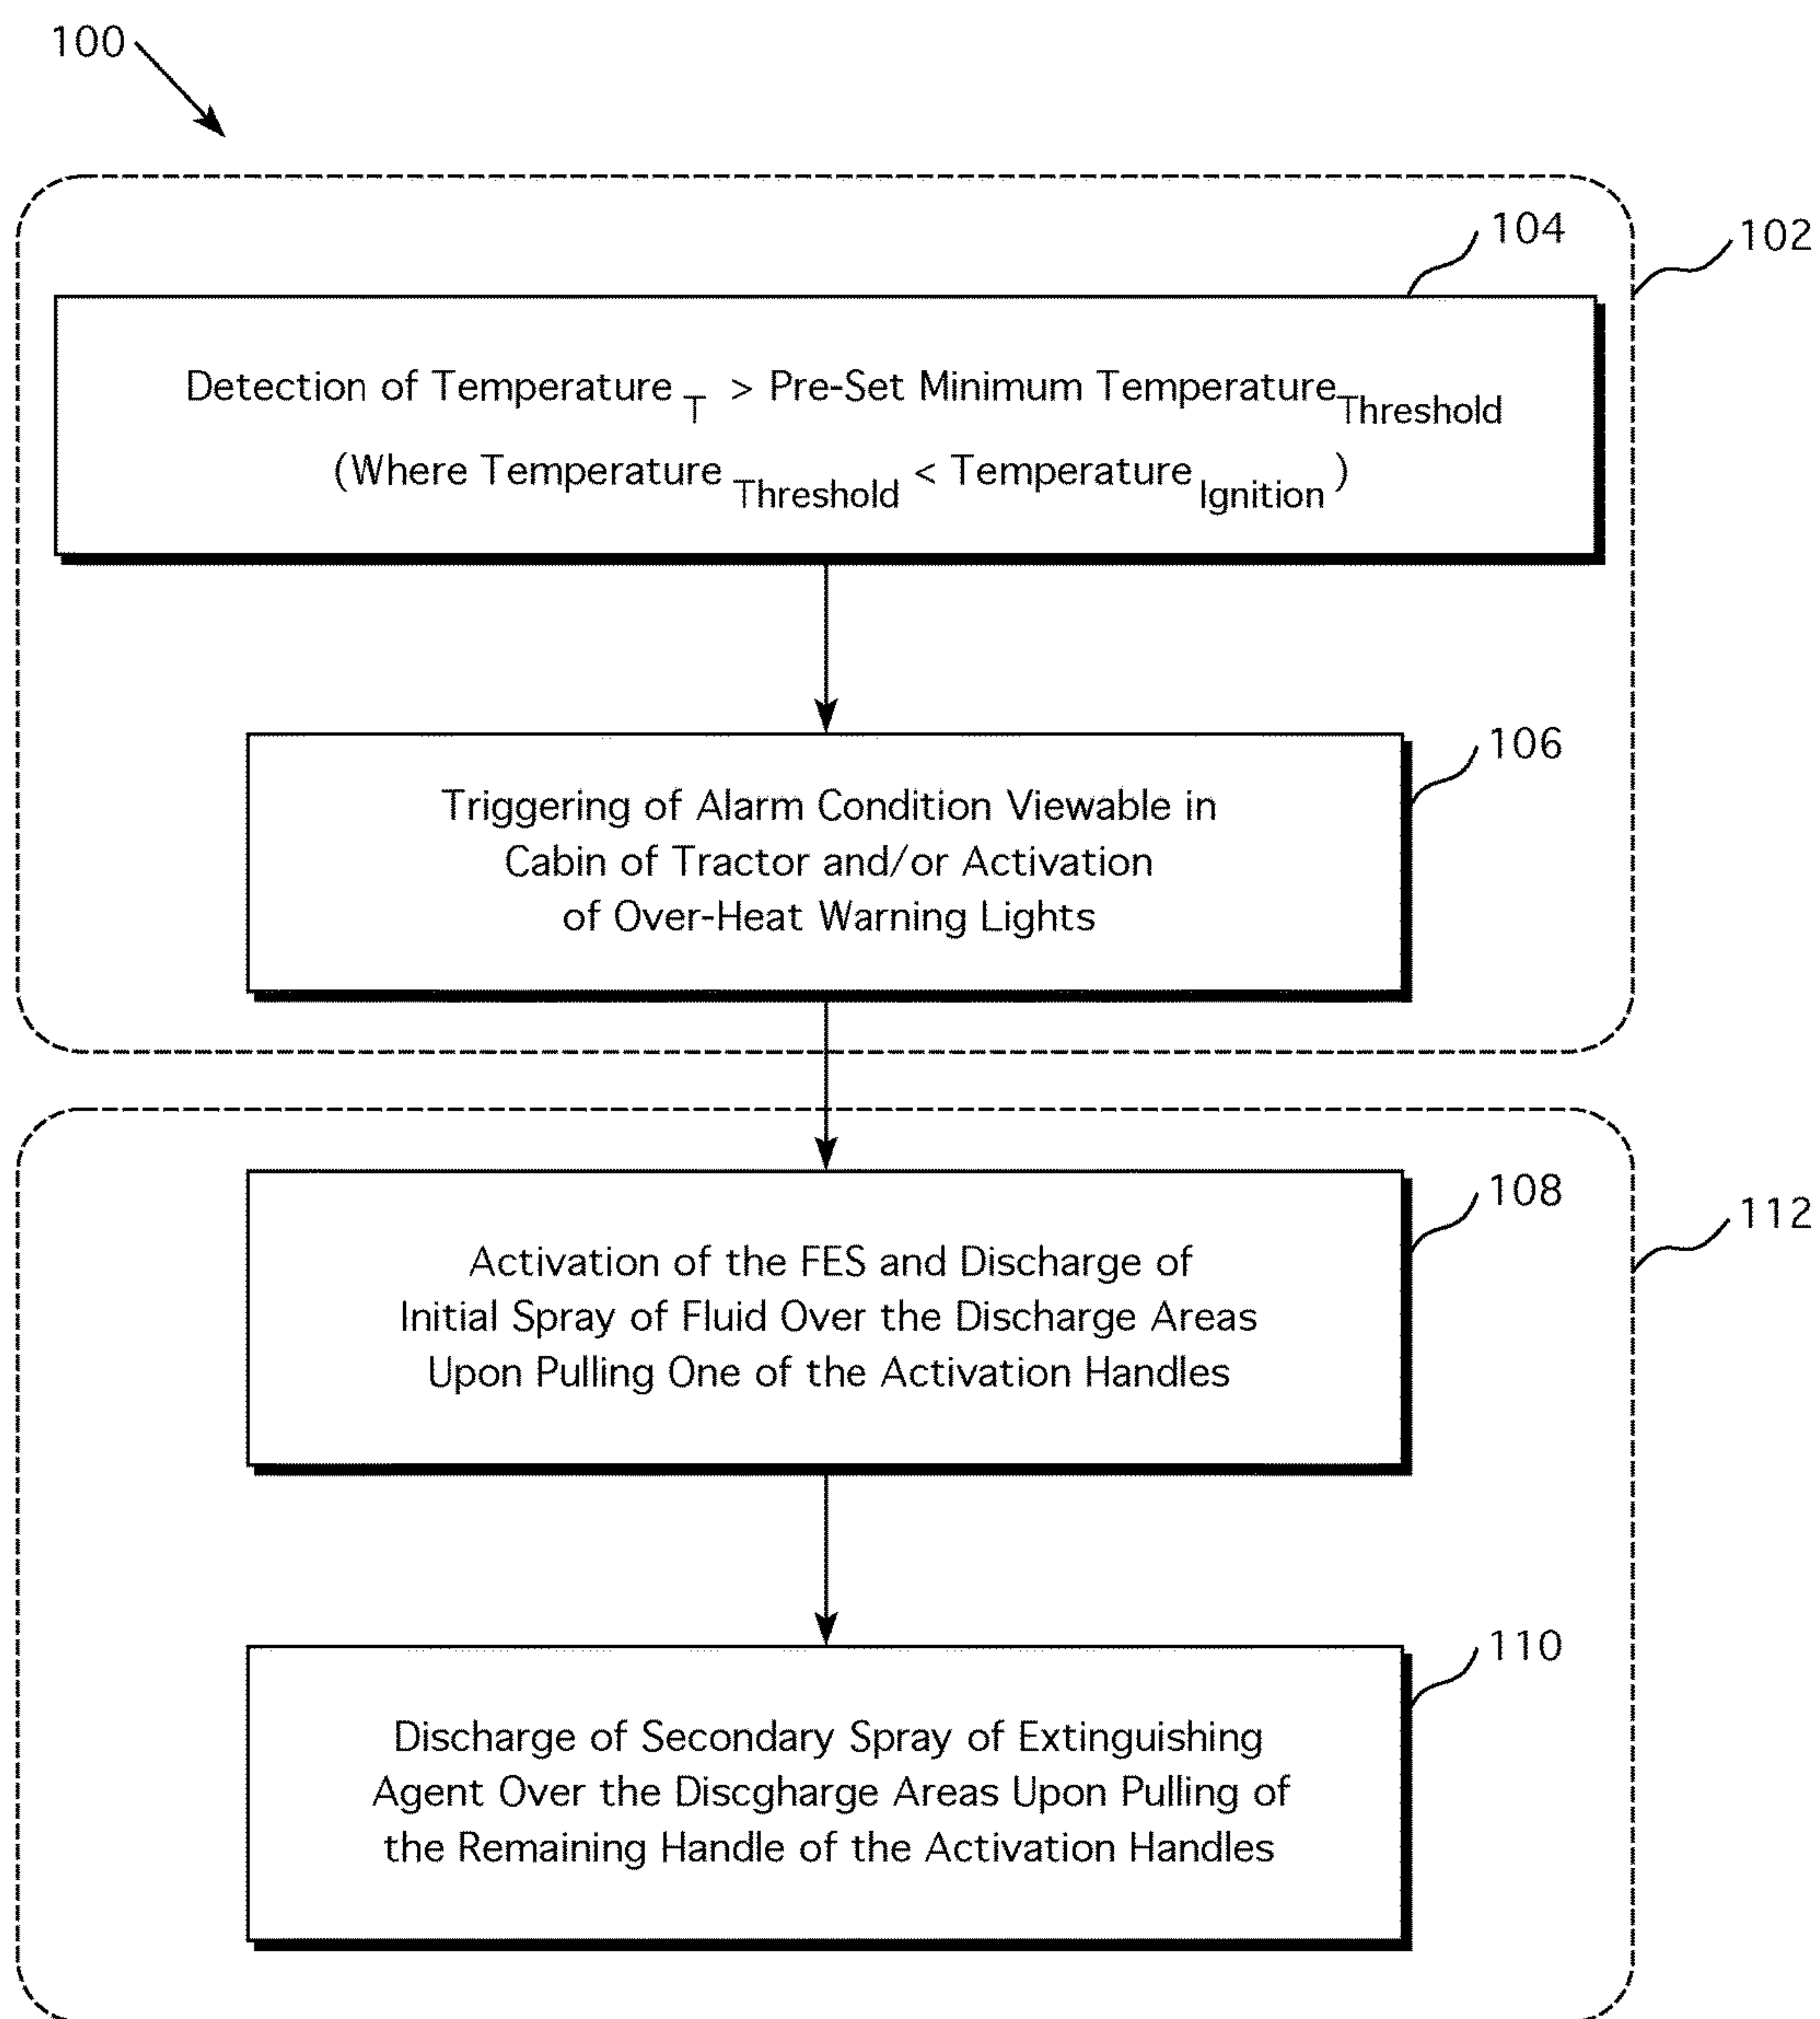 100
102
104
Detection of Temperature T > Pre-Set Minimum Temperature Threshold
(Where Temperature Threshold < Temperature Ignition )
106
Triggering of Alarm Condition Viewable in
Cabin of Tractor and/or Activation
of Over-Heat Warning Lights
108
112
Activation of the FES and Discharge of
Initial Spray of Fluid Over the Discharge Areas
Upon Pulling One of the Activation Handles
110
Discharge of Secondary Spray of Extinguishing
Agent Over the Discgharge Areas Upon Pulling of
the Remaining Handle of the Activation Handles